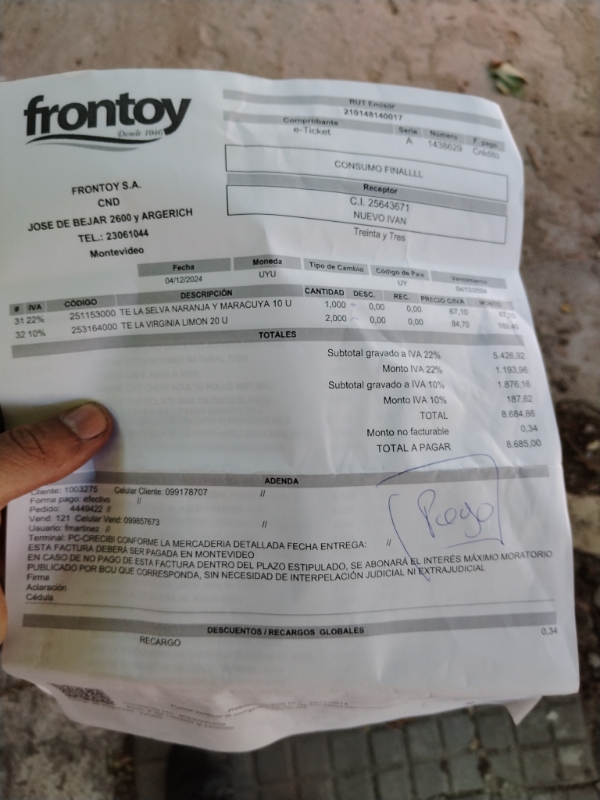 frontoy
Desde 1940
RUT Emisor
210148140017
Comprobante Serie Número F. pago
e-Ticket A 1438629 Crédito
CONSUMO FINALLLL
Receptor
C.I. 25643671
NUEVO IVAN
Treinta y Tres
FRONTOY S.A.
CND
JOSE DE BEJAR 2600 y ARGERICH
TEL.: 23061044
Montevideo
Fecha Moneda Tipo de Cambio Código de País Vencimiento
04/12/2024 UYU UY
# IVA CÓDIGO DESCRIPCIÓN CANTIDAD DESC. REC. PRECIO C/IVA MONTO
31 22% 251153000 TE LA SELVA NARANJA Y MARACUYA 10 U 1,000 0,00 0,00 67,10 67,10
32 10% 253164000 TE LA VIRGINIA LIMON 20 U 2,000 0,00 0,00 84,70 169,40
TOTALES
Subtotal gravado a IVA 22% 5.426,92
Monto IVA 22% 1.193,96
Subtotal gravado a IVA 10% 1.876,16
Monto IVA 10% 187,62
TOTAL 8.684,66
Monto no facturable 0,34
TOTAL A PAGAR 8.685,00
ADENDA
Cliente: 1003275 Celular Cliente: 099178707 //
Forma pago: efectivo
Pedido: 4449422 //
Vend: 121 Celular Vend: 099857673 //
Usuario: fmartinez //
Terminal: PC-CRECIBI CONFORME LA MERCADERIA DETALLADA FECHA ENTREGA: //
ESTA FACTURA DEBERÁ SER PAGADA EN MONTEVIDEO
EN CASO DE NO PAGO DE ESTA FACTURA DENTRO DEL PLAZO ESTIPULADO, SE ABONARÁ EL INTERÉS MÁXIMO MORATORIO
PUBLICADO POR BCU QUE CORRESPONDA, SIN NECESIDAD DE INTERPELACIÓN JUDICIAL NI EXTRAJUDICIAL
Firma
Aclaración
Cédula
Pago
DESCUENTOS / RECARGOS GLOBALES
RECARGO 0,34